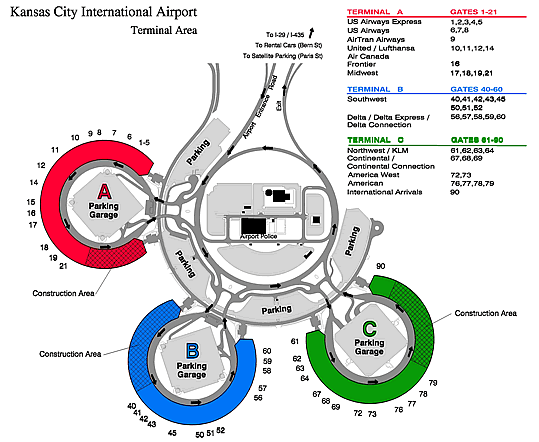 Kansas City International Airport
Terminal Area
To I-29 / I-435
To Rental Cars (Bern St)
To Satellite Parking (Paris St)
Airport Entrance Road
Exit
TERMINAL A GATES 1-21
US Airways Express 1,2,3,4,5
US Airways 6,7,8
AirTran Airways 9
United / Lufthansa 10,11,12,14
Air Canada
Frontier 16
Midwest 17,18,19,21
TERMINAL B GATES 40-60
Southwest 40,41,42,43,45
50,51,52
Delta / Delta Express / 56,57,58,59,60
Delta Connection
TERMINAL C GATES 61-90
Northwest / KLM 61,62,63,64
Continental / 67,68,69
Continental Connection
America West 72,73
American 76,77,78,79
International Arrivals 90
11 10 9 8 7 6 1-5
12
14
15
16
17
18
19
21
A
Parking
Garage
Construction Area
Parking
Parking
Parking
Parking
Airport Police
B
Parking
Garage
Construction Area
40
41
42
43
45
50 51 52
56
57
58
59
60
C
Parking
Garage
Construction Area
90
61
62
63
64
67
68
69
72 73
76
77
78
79